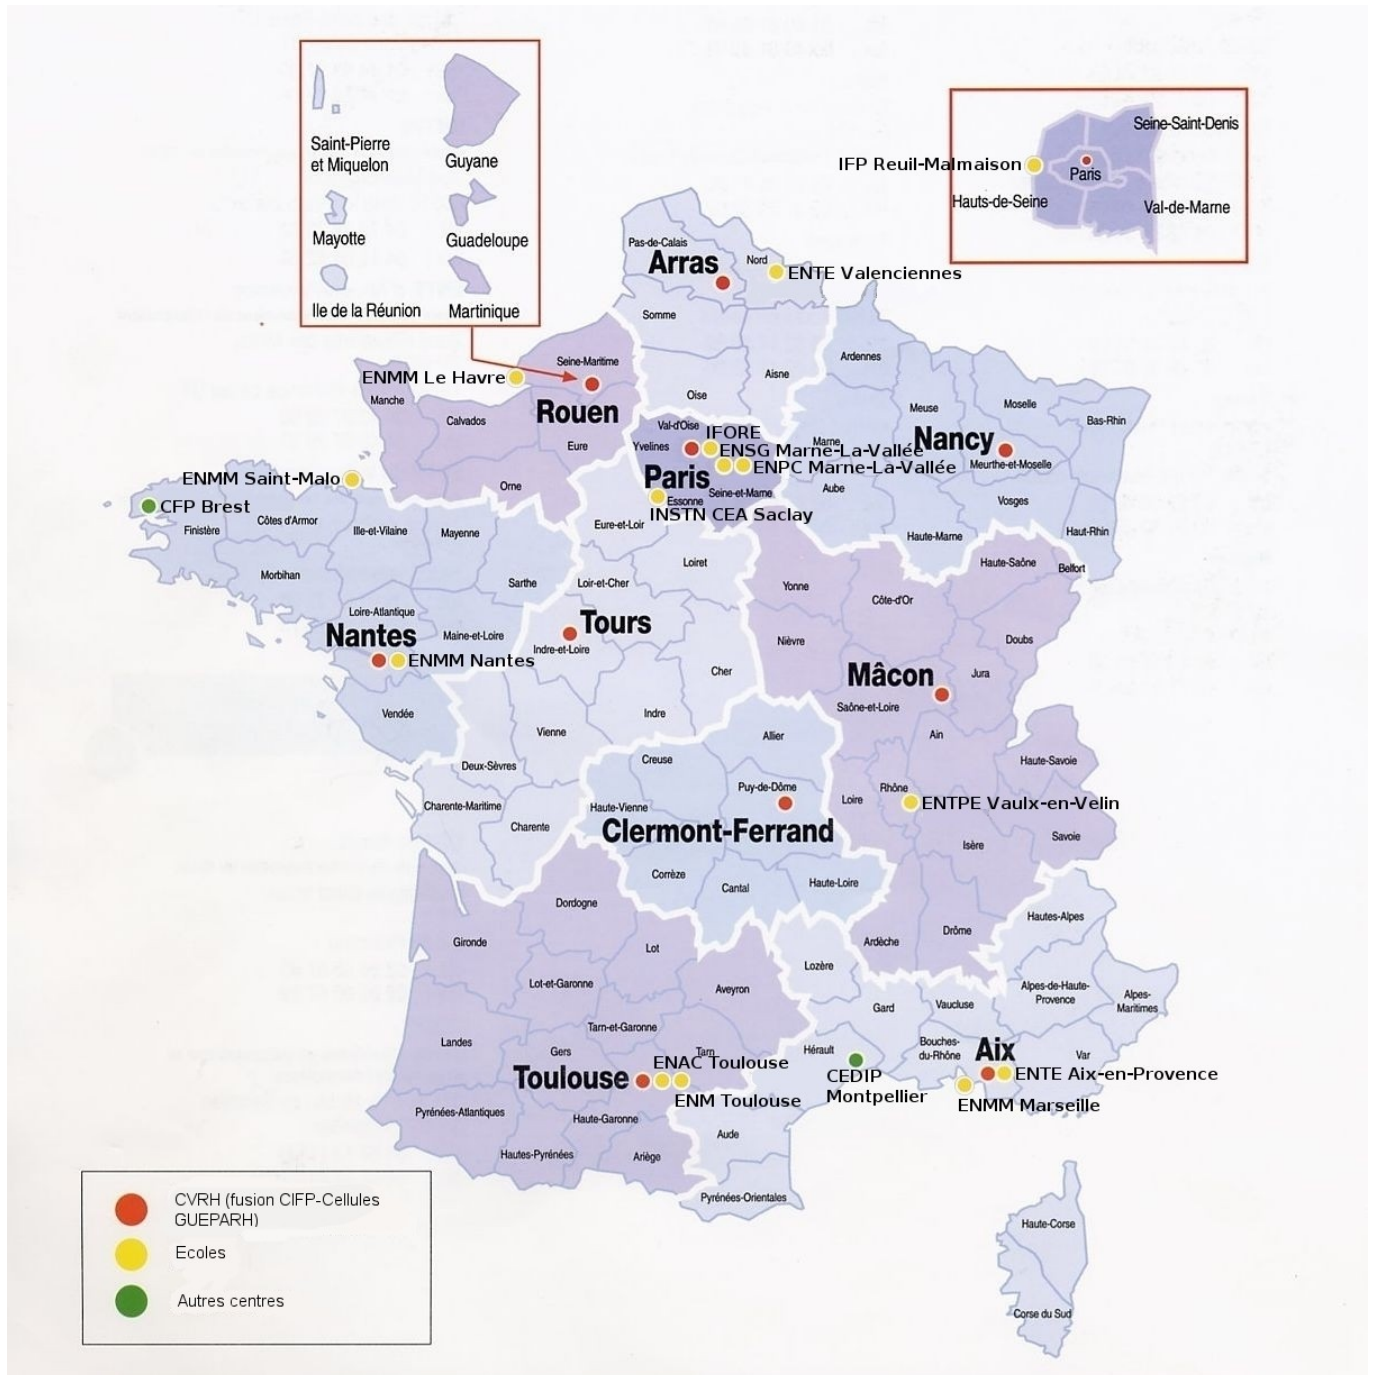 Saint-Pierre
et Miquelon
Guyane
Mayotte
Guadeloupe
Ile de la Réunion
Martinique
Seine-Saint-Denis
IFP Reuil-Malmaison
Paris
Hauts-de-Seine
Val-de-Marne
Pas-de-Calais
Arras
Nord
ENTE Valenciennes
Somme
Ardennes
Seine-Maritime
Aisne
ENMM Le Havre
Oise
Manche
Rouen
Calvados
Eure
Orne
Meuse
Moselle
Bas-Rhin
Val-d'Oise
IFORE
Yvelines
ENSG Marne-La-Vallée
Marne
Nancy
Meurthe-et-Moselle
ENPC Marne-La-Vallée
Paris
Seine-et-Marne
Essonne
INSTN CEA Saclay
Aube
Vosges
Haute-Marne
Haut-Rhin
ENMM Saint-Malo
CFP Brest
Finistère
Côtes d'Armor
Ille-et-Vilaine
Mayenne
Eure-et-Loir
Morbihan
Sarthe
Loir-et-Cher
Loiret
Yonne
Côte-d'Or
Haute-Saône
Belfort
Loire-Atlantique
Nantes
Maine-et-Loire
Tours
Indre-et-Loire
ENMM Nantes
Nièvre
Doubs
Cher
Mâcon
Jura
Vendée
Indre
Saône-et-Loire
Vienne
Allier
Ain
Deux-Sèvres
Creuse
Haute-Savoie
Puy-de-Dôme
Charente-Maritime
Haute-Vienne
Loire
Rhône
ENTPE Vaulx-en-Velin
Charente
Clermont-Ferrand
Isère
Savoie
Corrèze
Cantal
Haute-Loire
Dordogne
Hautes-Alpes
Gironde
Lot
Ardèche
Drôme
Lozère
Lot-et-Garonne
Aveyron
Alpes-de-Haute-
Provence
Alpes-
Maritimes
Gard
Vaucluse
Tarn-et-Garonne
Landes
Gers
Tarn
Hérault
Bouches-
du-Rhône
Aix
Var
ENAC Toulouse
Toulouse
ENM Toulouse
CEDIP
Montpellier
ENTE Aix-en-Provence
ENMM Marseille
Pyrénées-Atlantiques
Haute-Garonne
Aude
Hautes-Pyrénées
Ariège
Pyrénées-Orientales
Haute-Corse
Corse du Sud
CVRH (fusion CIFP-Cellules
GUEPARH)
Ecoles
Autres centres